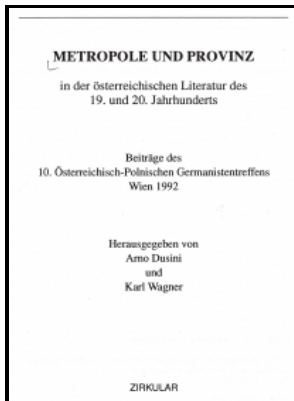 METROPOLE UND PROVINZ
in der österreichischen Literatur des
19. und 20. Jahrhunderts
Beiträge des
10. Österreichisch-Polnischen Germanistentreffens
Wien 1992
Herausgegeben von
Arno Dusini
und
Karl Wagner
ZIRKULAR